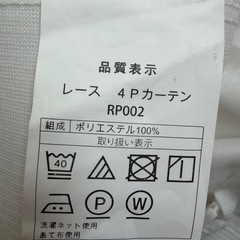 品質表示
レース 4Pカーテン
RP002
組成 ポリエステル100%
取り扱い表示
40
P W
洗濯ネット使用
あて布使用